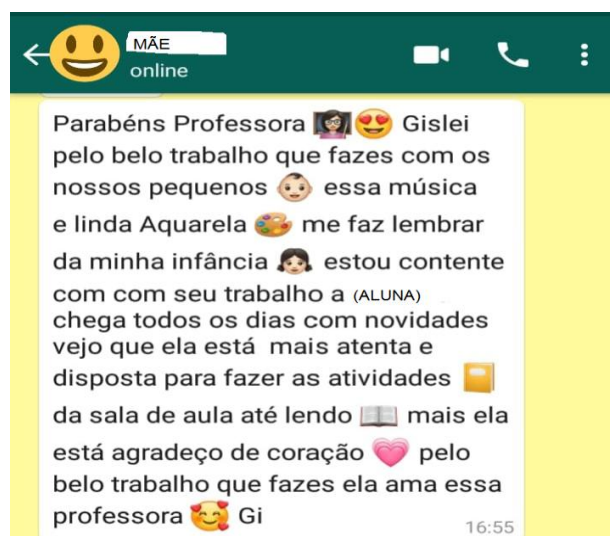 MÃE
online
Parabéns Professora 👩🏻‍🏫😍 Gislei
pelo belo trabalho que fazes com os
nossos pequenos 👶🏻 essa música
e linda Aquarela 🎨 me faz lembrar
da minha infância 👧🏻 estou contente
com com seu trabalho a (ALUNA)
chega todos os dias com novidades
vejo que ela está mais atenta e
disposta para fazer as atividades 📒
da sala de aula até lendo 📖 mais ela
está agradeço de coração 💗 pelo
belo trabalho que fazes ela ama essa
professora 🥰 Gi
16:55